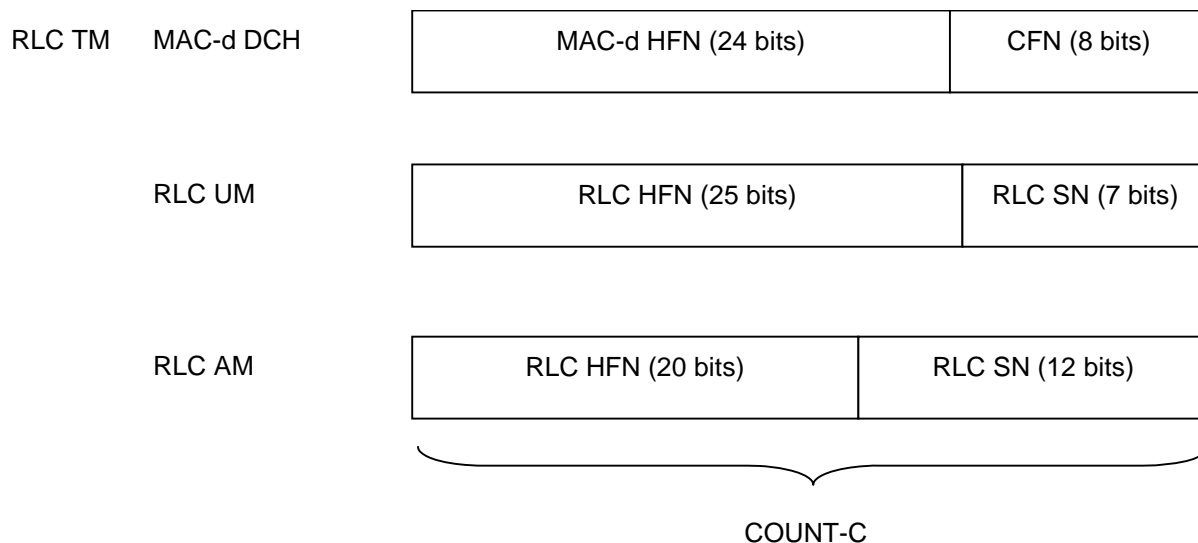 RLC TM MAC-d DCH MAC-d HFN (24 bits) CFN (8 bits)
RLC UM RLC HFN (25 bits) RLC SN (7 bits)
RLC AM RLC HFN (20 bits) RLC SN (12 bits)
COUNT-C